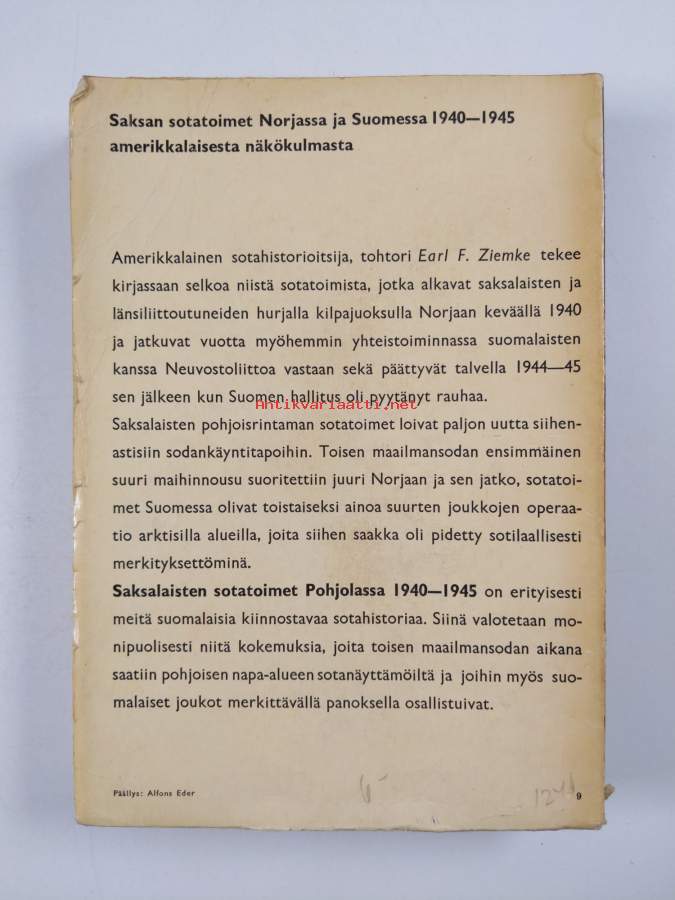 Saksan sotatoimet Norjassa ja Suomessa 1940—1945
amerikkalaisesta näkökulmasta
Amerikkalainen sotahistorioitsija, tohtori Earl F. Ziemke tekee
kirjassaan selkoa niistä sotatoimista, jotka alkavat saksalaisten ja
länsiliittoutuneiden hurjalla kilpajuoksulla Norjaan keväällä 1940
ja jatkuvat vuotta myöhemmin yhteistoiminnassa suomalaisten
kanssa Neuvostoliittoa vastaan sekä päättyvät talvella 1944—45
sen jälkeen kun Suomen hallitus oli pyytänyt rauhaa.
Antikvariaatti.net
Saksalaisten pohjoisrintaman sotatoimet loivat paljon uutta siihen-
astisiin sodankäyntitapoihin. Toisen maailmansodan ensimmäinen
suuri maihinnousu suoritettiin juuri Norjaan ja sen jatko, sotatoi-
met Suomessa olivat toistaiseksi ainoa suurten joukkojen operaa-
tio arktisilla alueilla, joita siihen saakka oli pidetty sotilaallisesti
merkityksettöminä.
Saksalaisten sotatoimet Pohjolassa 1940—1945 on erityisesti
meitä suomalaisia kiinnostavaa sotahistoriaa. Siinä valotetaan mo-
nipuolisesti niitä kokemuksia, joita toisen maailmansodan aikana
saatiin pohjoisen napa-alueen sotanäyttämöiltä ja joihin myös suo-
malaiset joukot merkittävällä panoksella osallistuivat.
Päällys: Alfons Eder
9